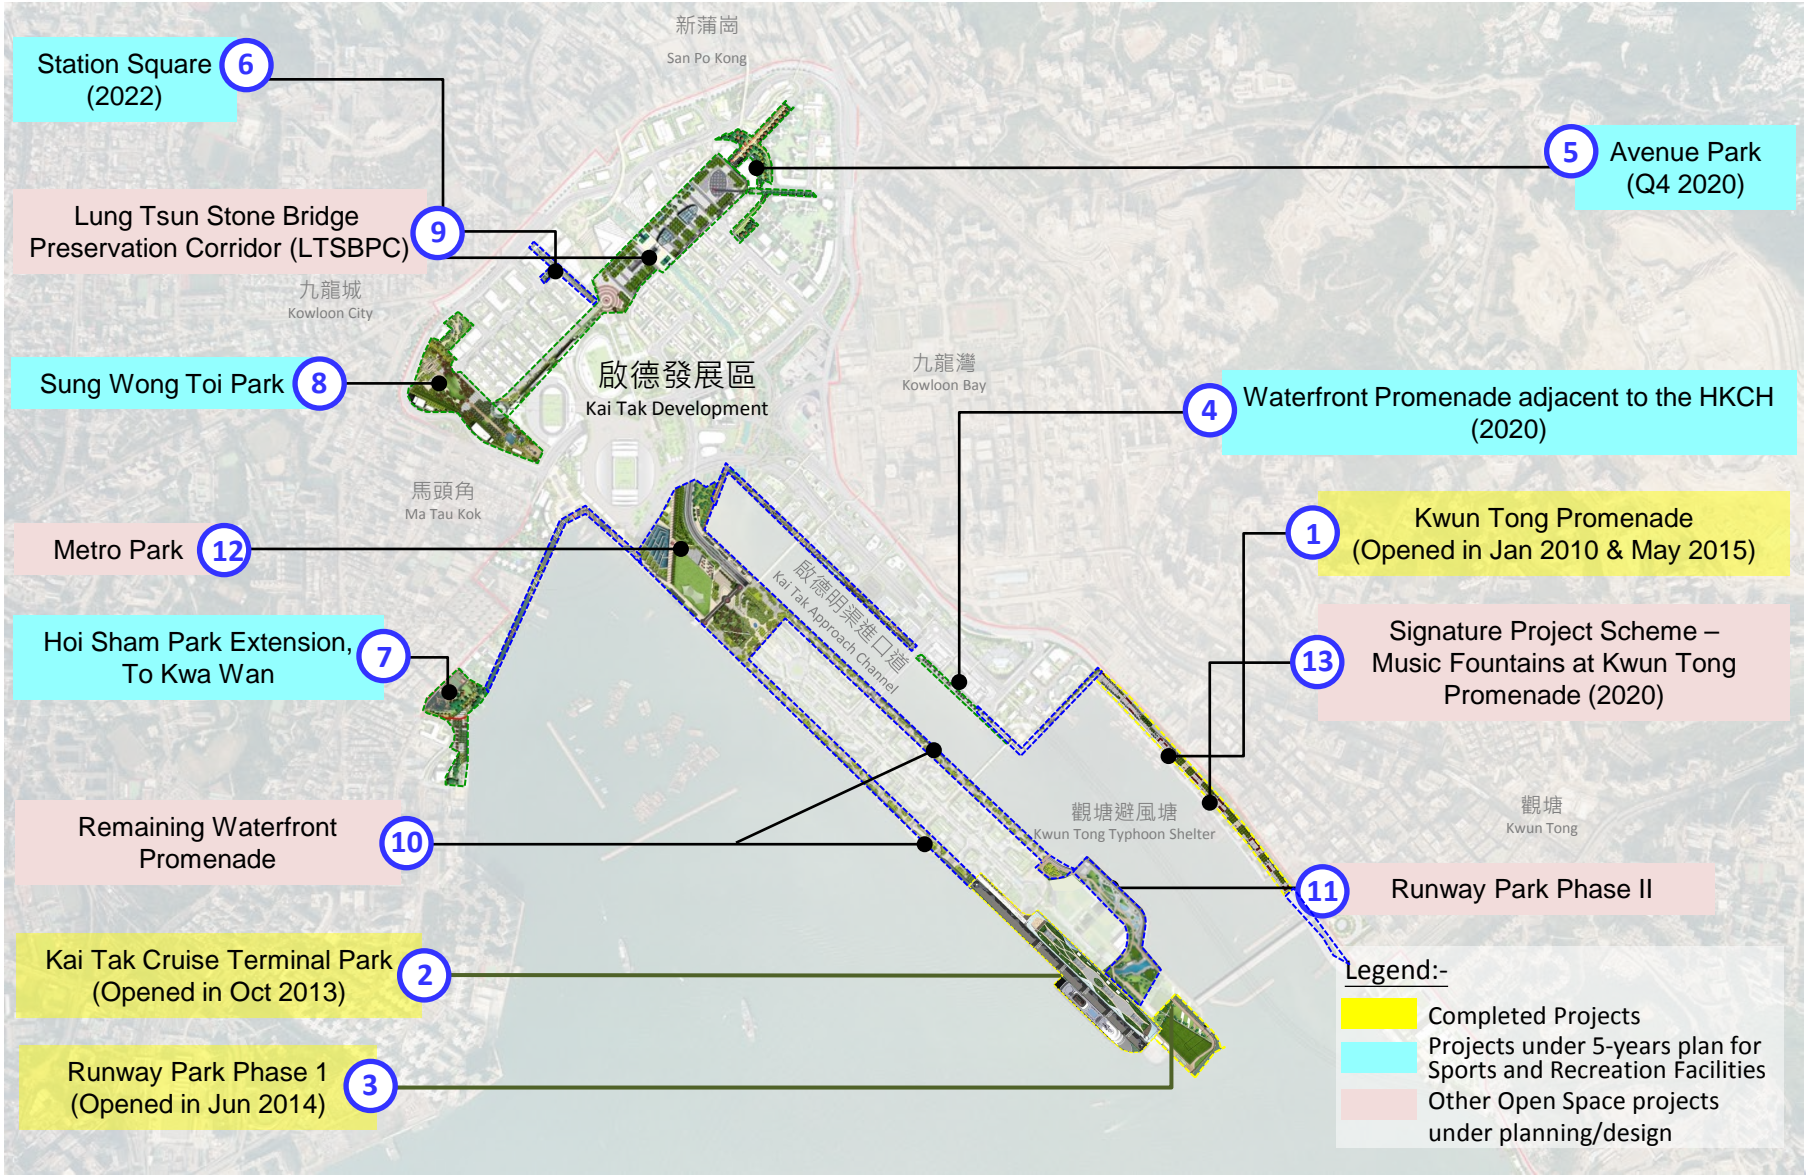 新蒲崗
San Po Kong
6
Station Square
(2022)
5
Avenue Park
(Q4 2020)
9
Lung Tsun Stone Bridge
Preservation Corridor (LTSBPC)
九龍城
Kowloon City
8
Sung Wong Toi Park
啟德發展區
Kai Tak Development
九龍灣
Kowloon Bay
4
Waterfront Promenade adjacent to the HKCH
(2020)
馬頭角
Ma Tau Kok
12
Metro Park
1
Kwun Tong Promenade
(Opened in Jan 2010 & May 2015)
啟德明渠進口道
Kai Tak Approach Channel
7
Hoi Sham Park Extension,
To Kwa Wan
13
Signature Project Scheme –
Music Fountains at Kwun Tong
Promenade (2020)
10
Remaining Waterfront
Promenade
觀塘避風塘
Kwun Tong Typhoon Shelter
觀塘
Kwun Tong
11
Runway Park Phase II
2
Kai Tak Cruise Terminal Park
(Opened in Oct 2013)
3
Runway Park Phase 1
(Opened in Jun 2014)
Legend:-
Completed Projects
Projects under 5-years plan for
Sports and Recreation Facilities
Other Open Space projects
under planning/design